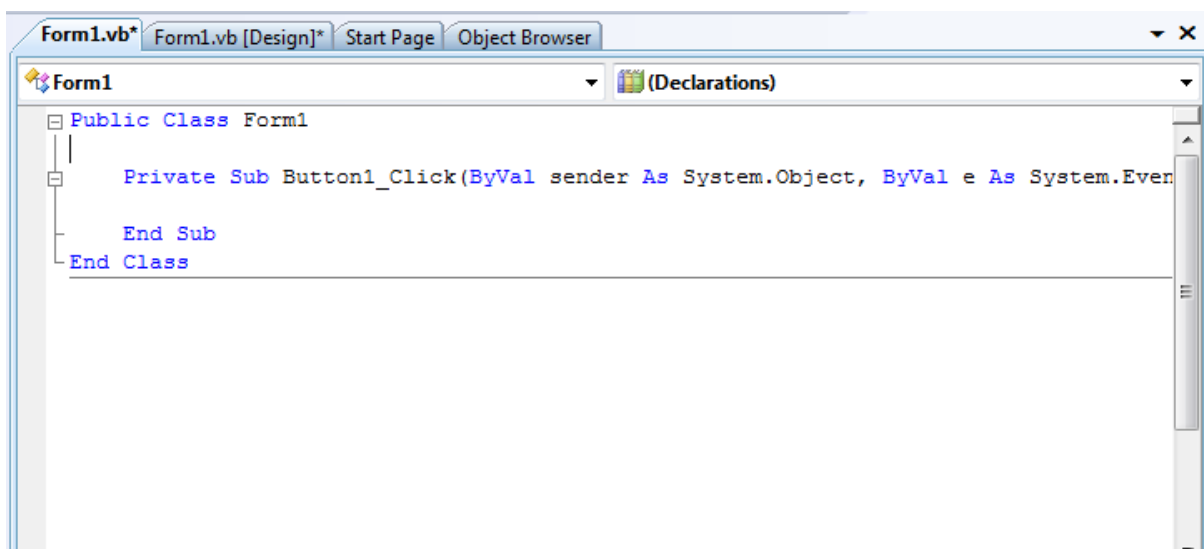 Form1.vb* Form1.vb [Design]* Start Page Object Browser
Form1 (Declarations)
Public Class Form1
Private Sub Button1_Click(ByVal sender As System.Object, ByVal e As System.Even
End Sub
End Class